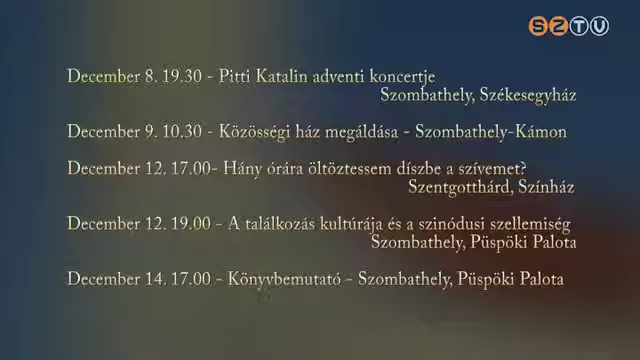 SZTV
December 8. 19.30 - Pitti Katalin adventi koncertje
Szombathely, Székesegyház
December 9. 10.30 - Közösségi ház megáldása - Szombathely-Kámon
December 12. 17.00- Hány órára öltöztessem díszbe a szívemet?
Szentgotthárd, Színház
December 12. 19.00 - A találkozás kultúrája és a szinódusi szellemiség
Szombathely, Püspöki Palota
December 14. 17.00 - Könyvbemutató - Szombathely, Püspöki Palota